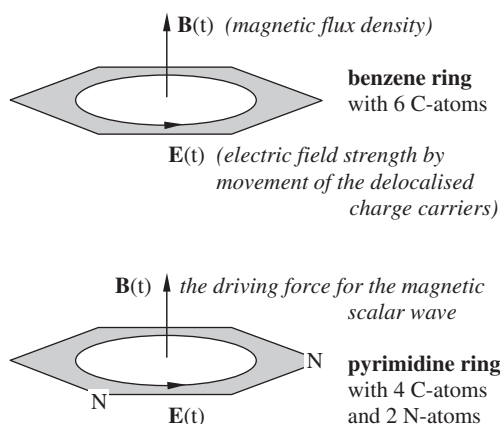 B(t) (magnetic flux density)
benzene ring
with 6 C-atoms
E(t) (electric field strength by
movement of the delocalised
charge carriers)
B(t) the driving force for the magnetic
scalar wave
N
pyrimidine ring
with 4 C-atoms
N
E(t)
and 2 N-atoms